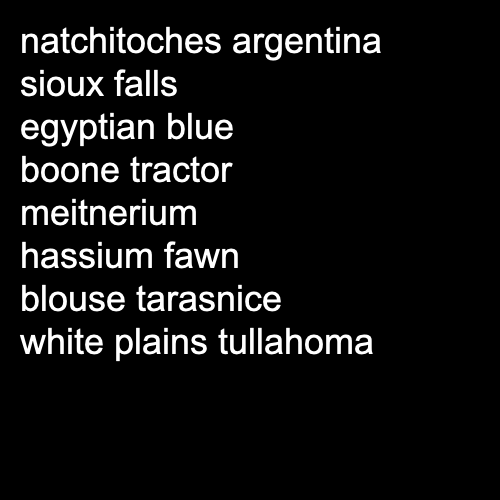 natchitoches argentina
sioux falls
egyptian blue
boone tractor
meitnerium
hassium fawn
blouse tarasnice
white plains tullahoma